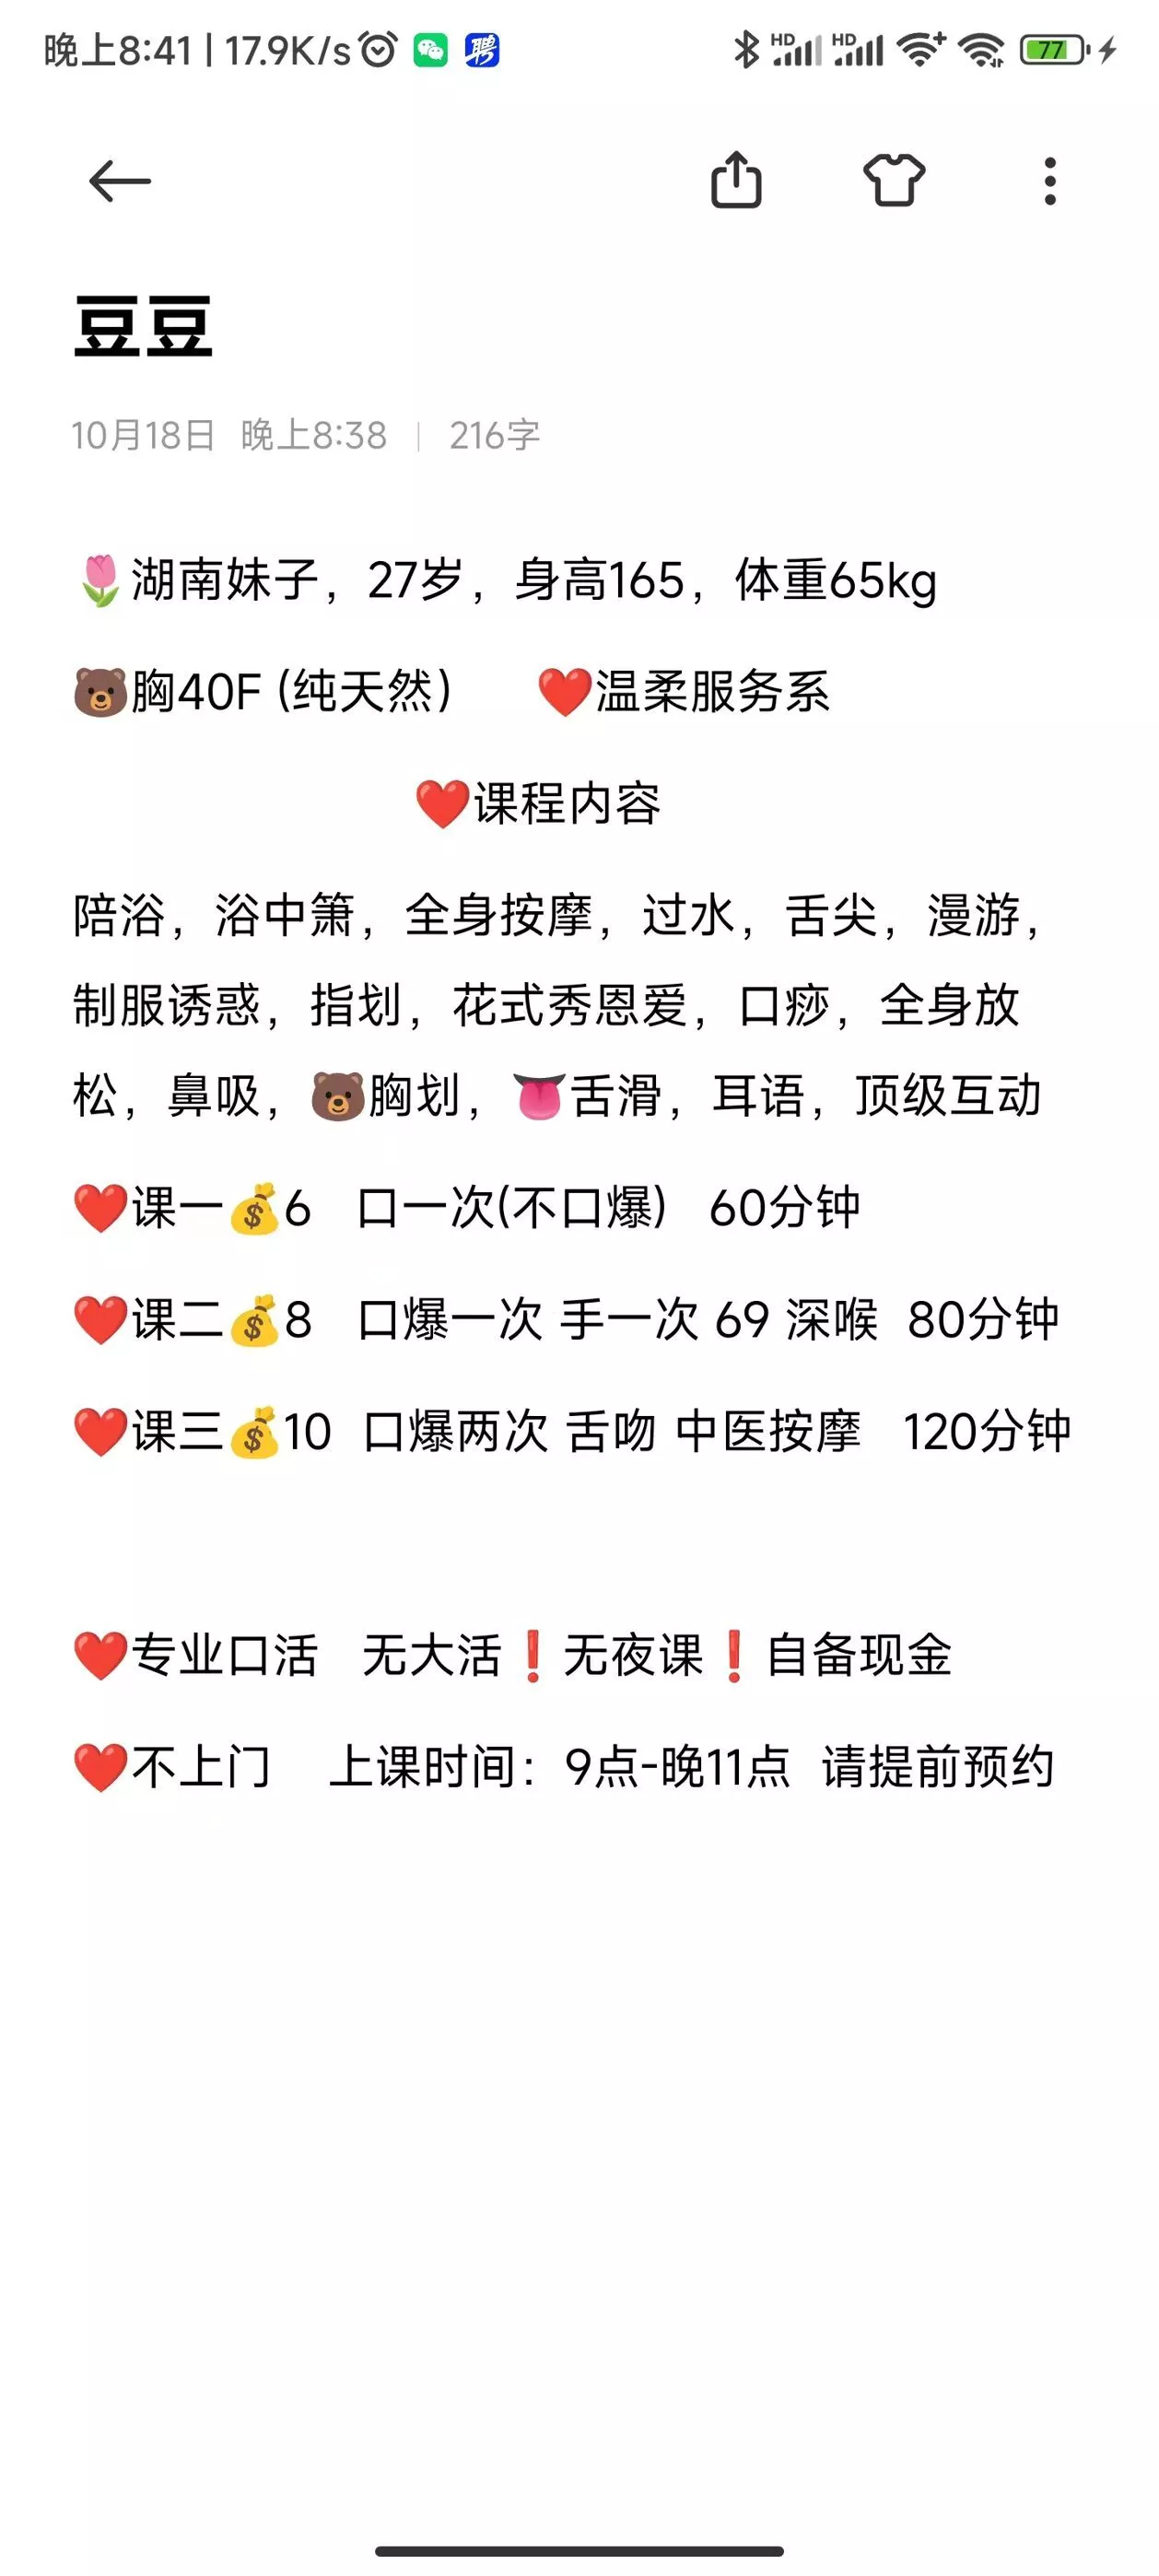 晚上8:41 | 17.9K/s 聘 HD HD 77
豆豆
10月18日 晚上8:38 | 216字
🌷湖南妹子，27岁，身高165，体重65kg
🐻胸40F (纯天然） ❤️温柔服务系
❤️课程内容
陪浴，浴中箫，全身按摩，过水，舌尖，漫游，
制服诱惑，指划，花式秀恩爱，口痧，全身放
松，鼻吸，🐻胸划，👅舌滑，耳语，顶级互动
❤️课一💰6 口一次(不口爆） 60分钟
❤️课二💰8 口爆一次 手一次 69 深喉 80分钟
❤️课三💰10 口爆两次 舌吻 中医按摩 120分钟
❤️专业口活 无大活❗无夜课❗自备现金
❤️不上门 上课时间：9点-晚11点 请提前预约